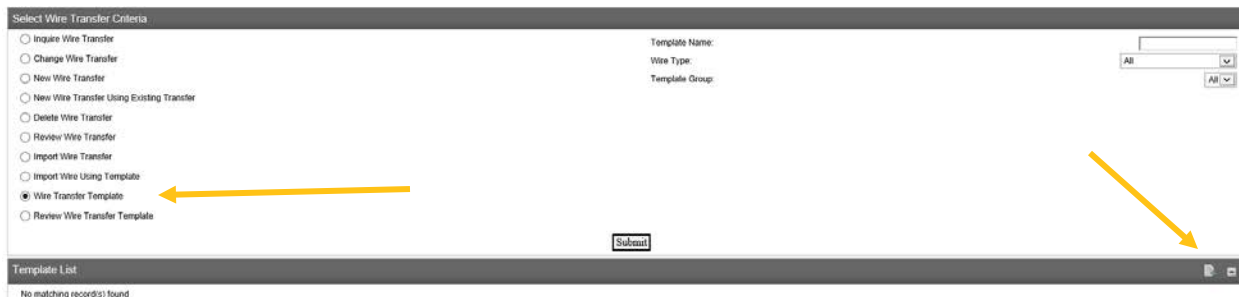 Select Wire Transfer Criteria
Inquire Wire Transfer
Change Wire Transfer
New Wire Transfer
New Wire Transfer Using Existing Transfer
Delete Wire Transfer
Review Wire Transfer
Import Wire Transfer
Import Wire Using Template
Wire Transfer Template
Review Wire Transfer Template
Template Name:
Wire Type: All
Template Group: All
Submit
Template List
No matching record(s) found